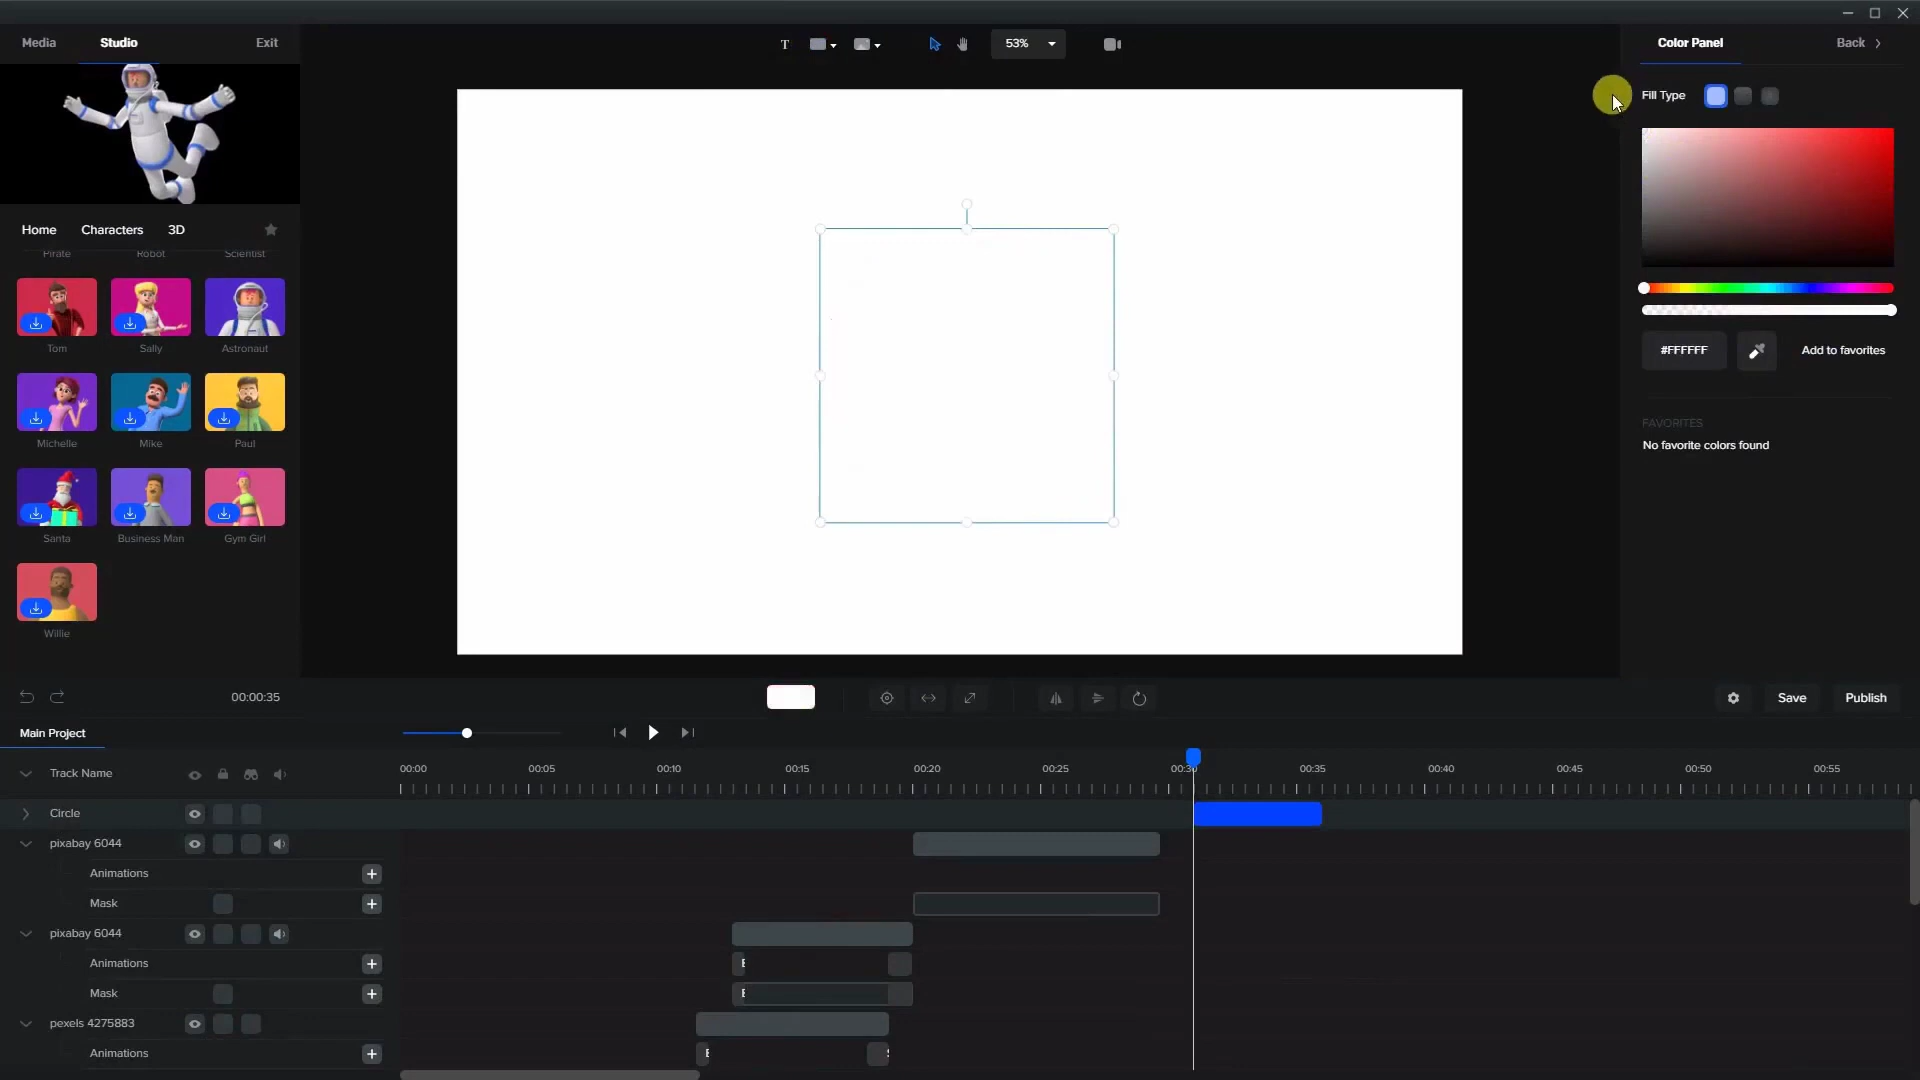 Media Studio Exit
T 53%
Color Panel Back
Fill Type
Home Characters 3D
Pirate Robot Scientist
Tom Sally Astronaut
#FFFFFF Add to favorites
Michelle Mike Paul
FAVORITES
No favorite colors found
Santa Business Man Gym Girl
Willie
00:00:35 Save Publish
Main Project
Track Name 00:00 00:05 00:10 00:15 00:20 00:25 00:30 00:35 00:40 00:45 00:50 00:55
Circle
pixabay 6044
Animations
Mask
pixabay 6044
Animations
Mask
pexels 4275883
Animations